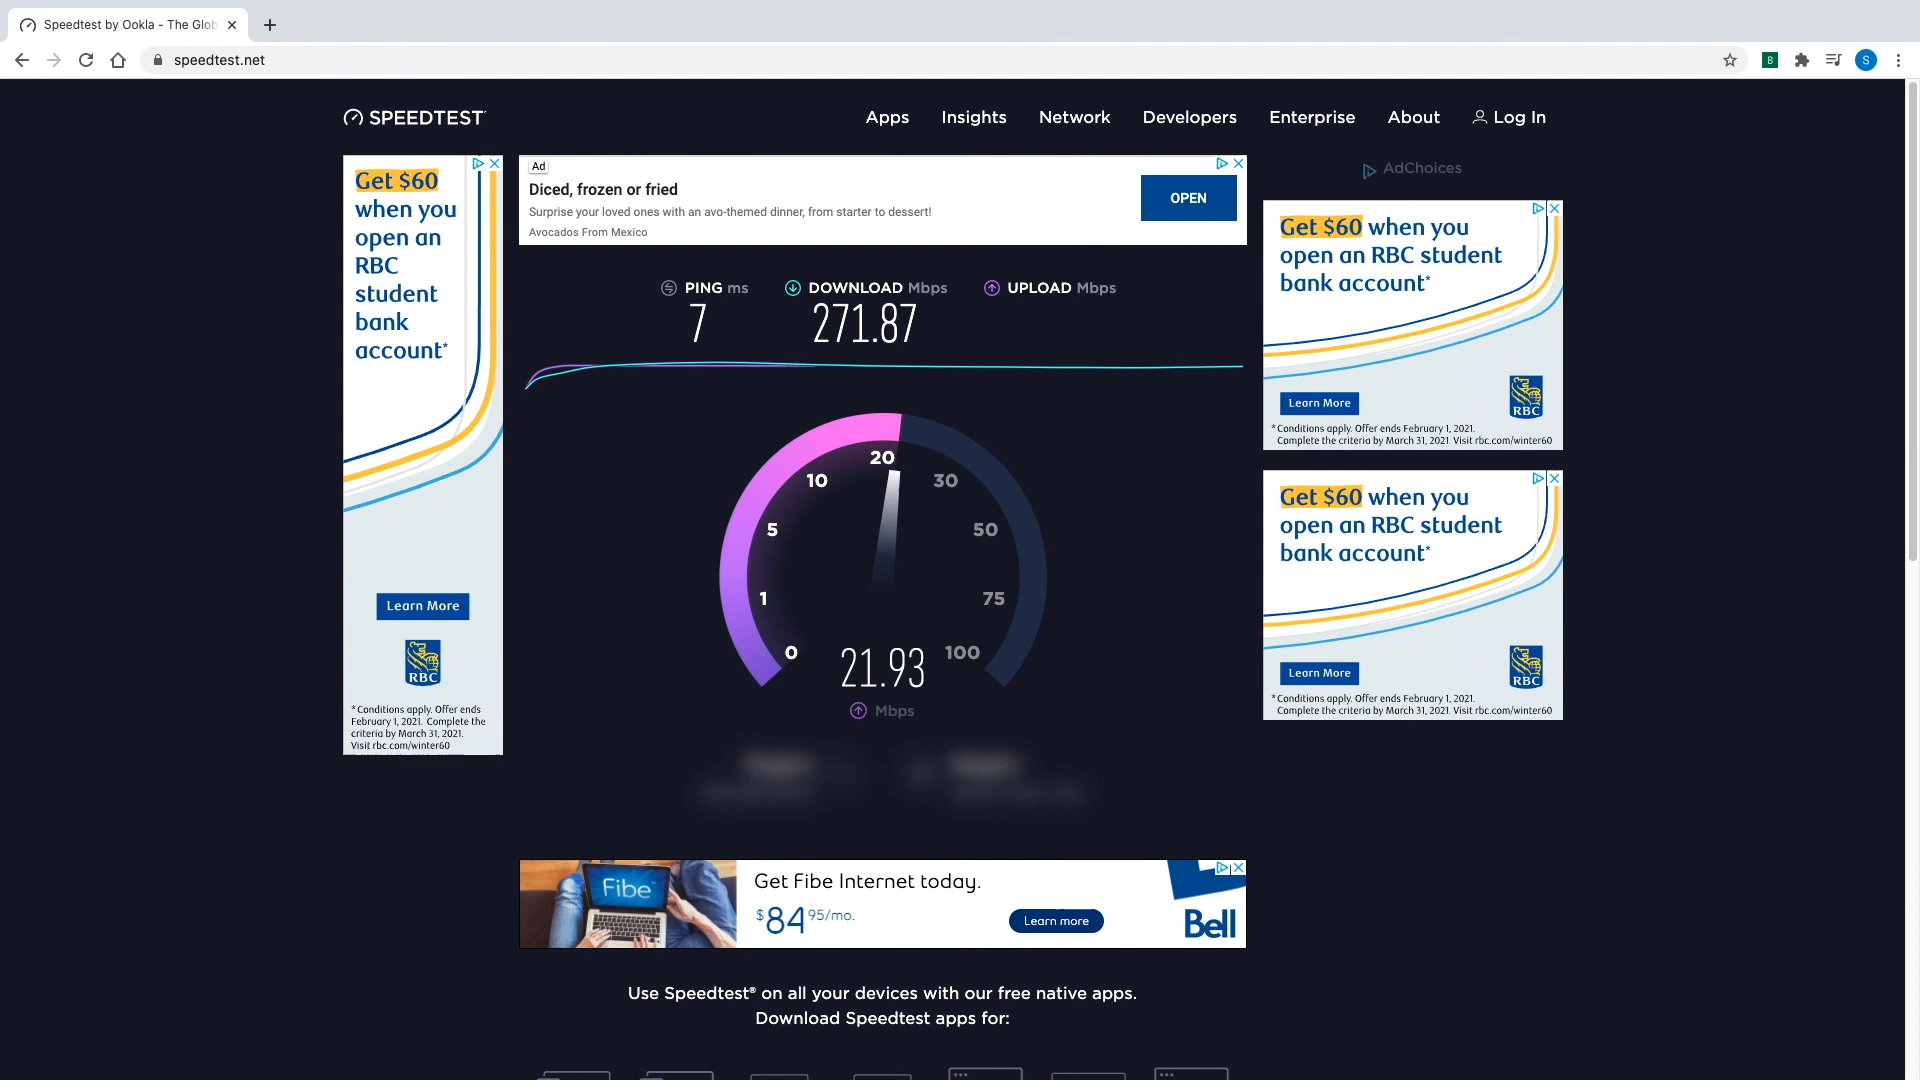 Speedtest by Ookla - The Glob
speedtest.net
B
S
SPEEDTEST
Apps
Insights
Network
Developers
Enterprise
About
Log In
Get $60
when you
open an
RBC
student
bank
account*
Learn More
RBC
*Conditions apply. Offer ends
February 1, 2021. Complete the
criteria by March 31, 2021.
Visit rbc.com/winter60
Ad
Diced, frozen or fried
Surprise your loved ones with an avo-themed dinner, from starter to dessert!
Avocados From Mexico
OPEN
PING ms
7
DOWNLOAD Mbps
271.87
UPLOAD Mbps
0
1
5
10
20
30
50
75
100
21.93
Mbps
AdChoices
Get $60 when you
open an RBC student
bank account*
Learn More
RBC
*Conditions apply. Offer ends February 1, 2021.
Complete the criteria by March 31, 2021. Visit rbc.com/winter60
Get $60 when you
open an RBC student
bank account*
Learn More
RBC
*Conditions apply. Offer ends February 1, 2021.
Complete the criteria by March 31, 2021. Visit rbc.com/winter60
Fibe
Get Fibe Internet today.
$84 95/mo.
Learn more
Bell
Use Speedtest® on all your devices with our free native apps.
Download Speedtest apps for: